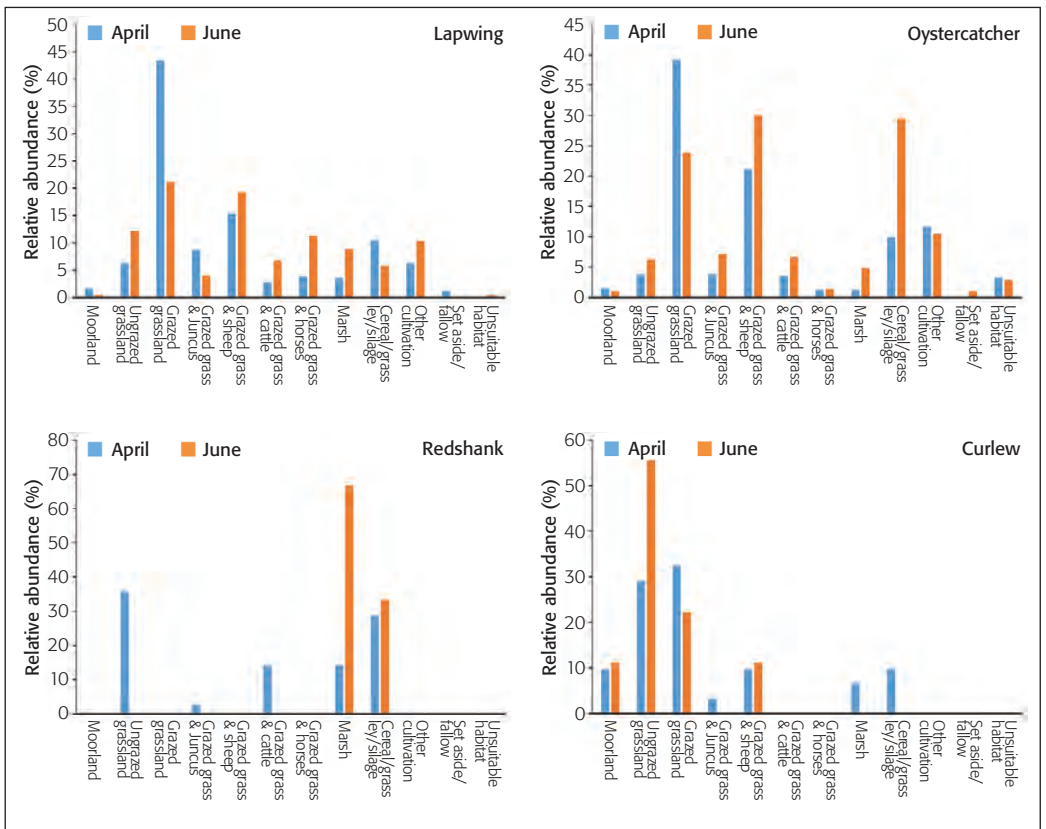 Lapwing
April June
Relative abundance (%)
50
45
40
35
30
25
20
15
10
5
0
Moorland
Ungrazed
grassland
Grazed
grassland
Grazed grass
& Juncus
Grazed grass
& sheep
Grazed grass
& cattle
Grazed grass
& horses
Marsh
Cereal/grass
ley/silage
Other
cultivation
Set aside/
fallow
Unsuitable
habitat
Oystercatcher
April June
Relative abundance (%)
45
40
35
30
25
20
15
10
5
0
Moorland
Ungrazed
grassland
Grazed
grassland
Grazed grass
& Juncus
Grazed grass
& sheep
Grazed grass
& cattle
Grazed grass
& horses
Marsh
Cereal/grass
ley/silage
Other
cultivation
Set aside/
fallow
Unsuitable
habitat
Redshank
April June
Relative abundance (%)
80
70
60
50
40
30
20
10
0
Moorland
Ungrazed
grassland
Grazed
grassland
Grazed grass
& Juncus
Grazed grass
& sheep
Grazed grass
& cattle
Grazed grass
& horses
Marsh
Cereal/grass
ley/silage
Other
cultivation
Set aside/
fallow
Unsuitable
habitat
Curlew
April June
Relative abundance (%)
60
50
40
30
20
10
0
Moorland
Ungrazed
grassland
Grazed
grassland
Grazed grass
& Juncus
Grazed grass
& sheep
Grazed grass
& cattle
Grazed grass
& horses
Marsh
Cereal/grass
ley/silage
Other
cultivation
Set aside/
fallow
Unsuitable
habitat